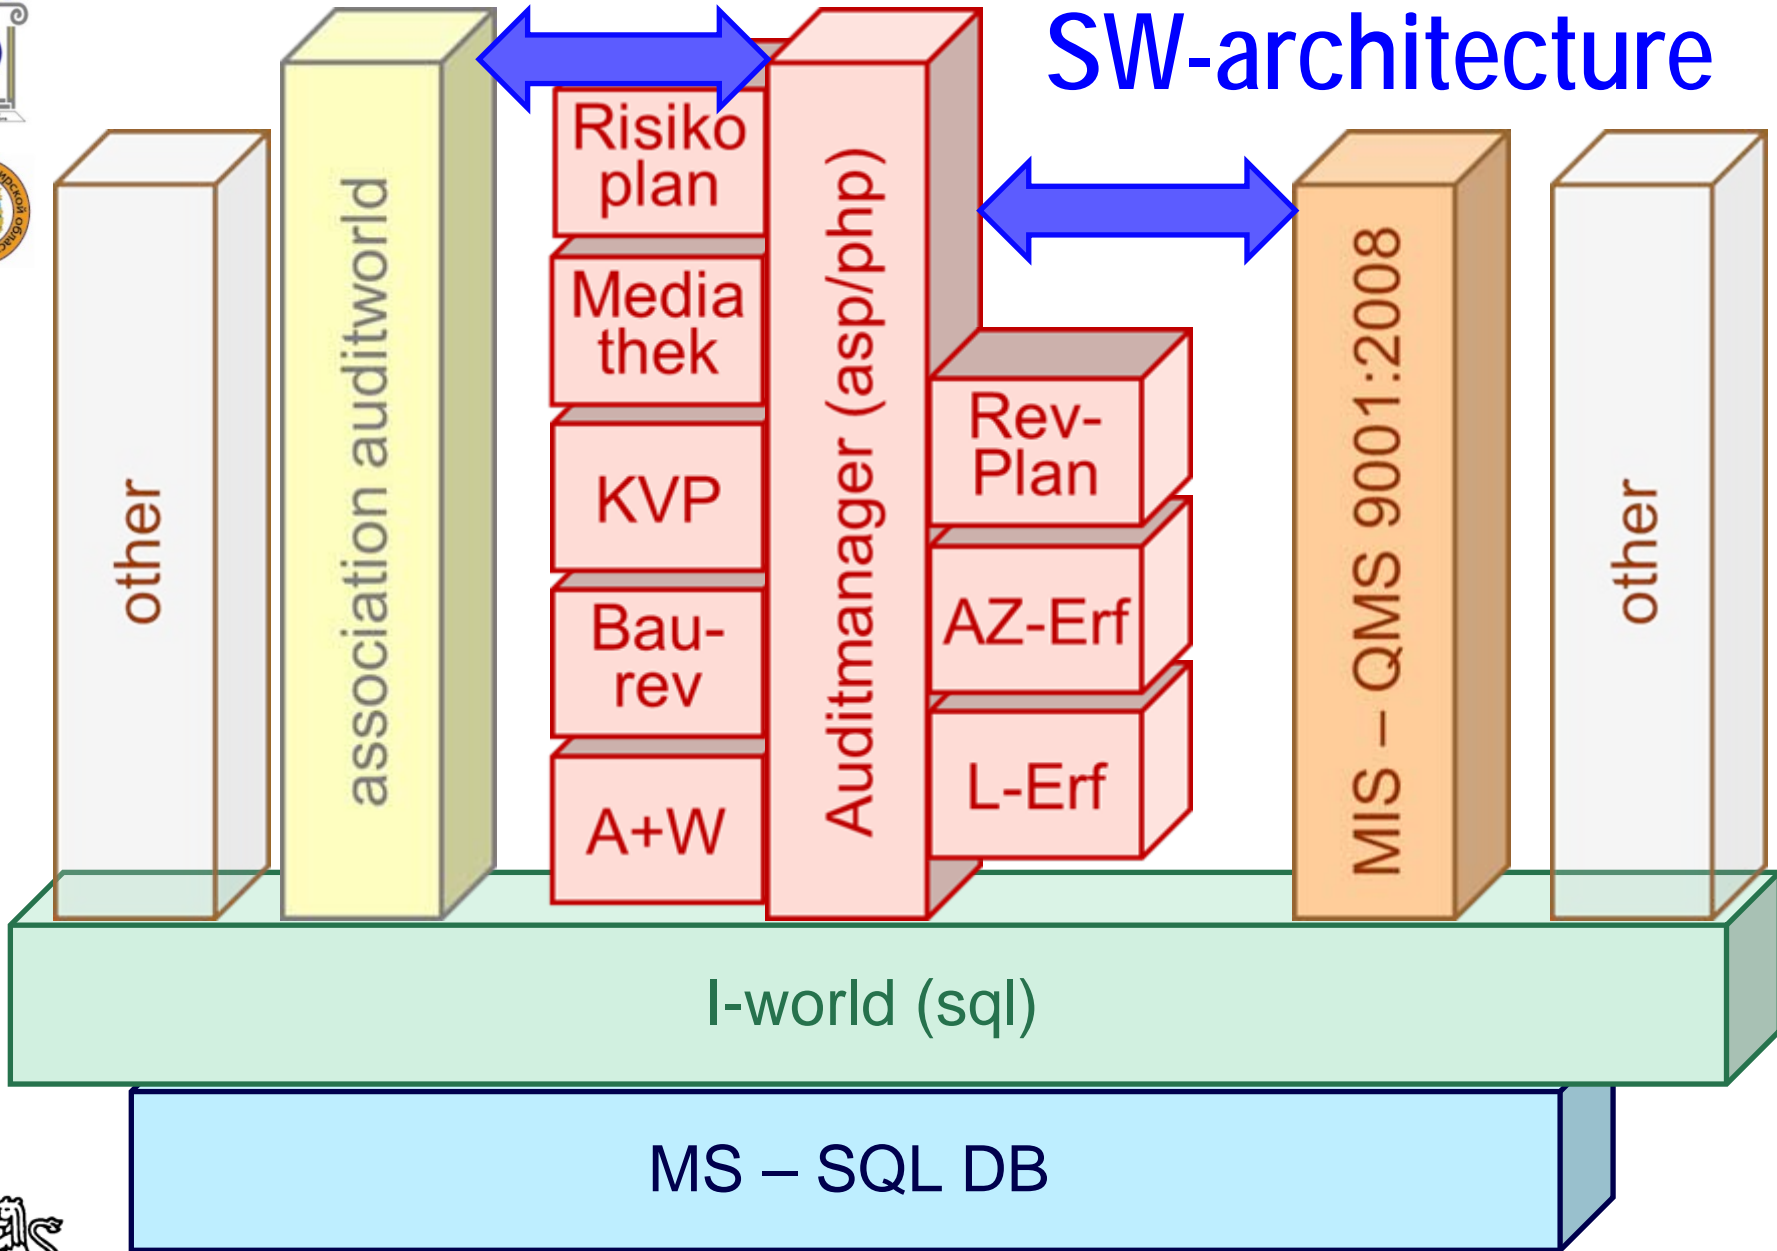 SW-architecture
other
association auditworld
Risiko
plan
Media
thek
KVP
Bau-
rev
A+W
Auditmanager (asp/php)
Rev-
Plan
AZ-Erf
L-Erf
MIS – QMS 9001:2008
other
I-world (sql)
MS – SQL DB